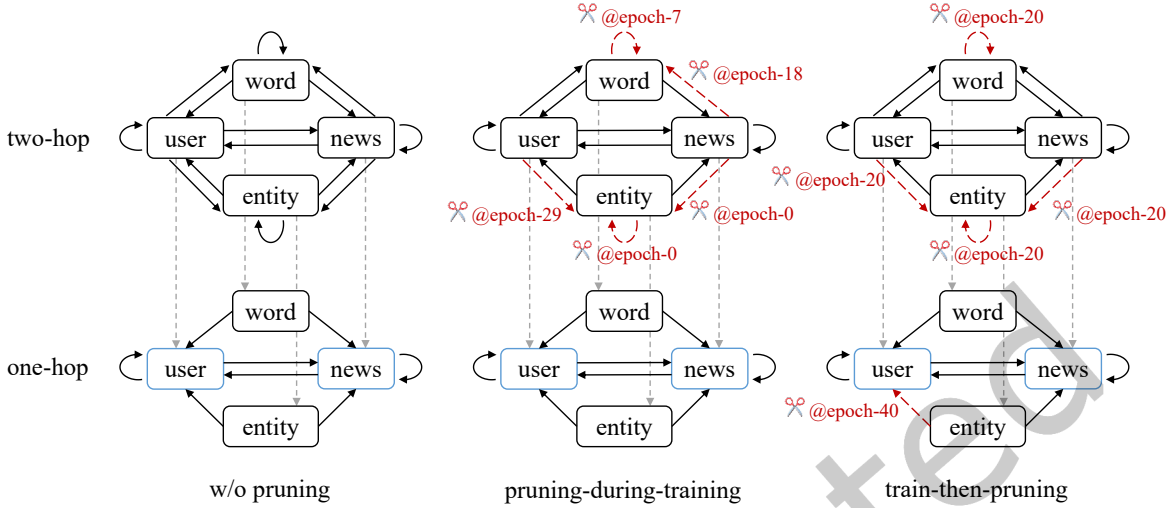 @epoch-7
@epoch-20
word
word
@epoch-18
word
two-hop
user
news
user
news
user
news
@epoch-20
entity
entity
entity
@epoch-29
@epoch-0
@epoch-20
@epoch-0
@epoch-20
word
word
word
one-hop
user
news
user
news
user
news
@epoch-40
entity
entity
entity
w/o pruning
pruning-during-training
train-then-pruning
ted